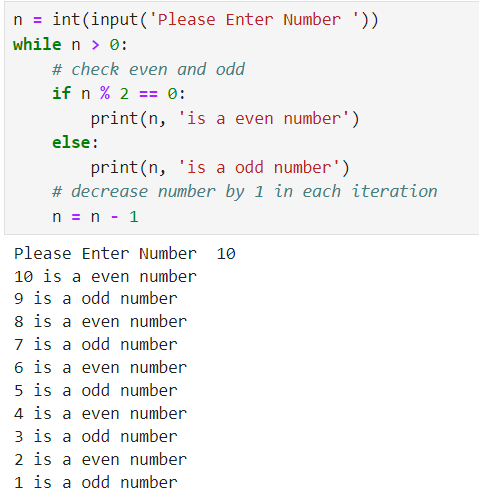 n = int(input('Please Enter Number '))
while n > 0:
    # check even and odd
    if n % 2 == 0:
        print(n, 'is a even number')
    else:
        print(n, 'is a odd number')
    # decrease number by 1 in each iteration
    n = n - 1
Please Enter Number  10
10 is a even number
9 is a odd number
8 is a even number
7 is a odd number
6 is a even number
5 is a odd number
4 is a even number
3 is a odd number
2 is a even number
1 is a odd number